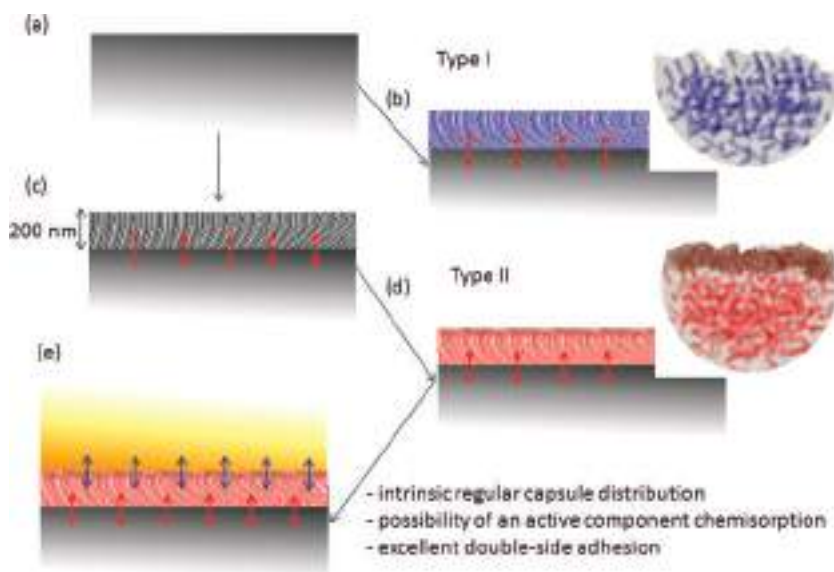 (a)
Type I
(b)
(c)
200 nm
(d)
Type II
(e)
- intrinsic regular capsule distribution
- possibility of an active component chemisorption
- excellent double-side adhesion